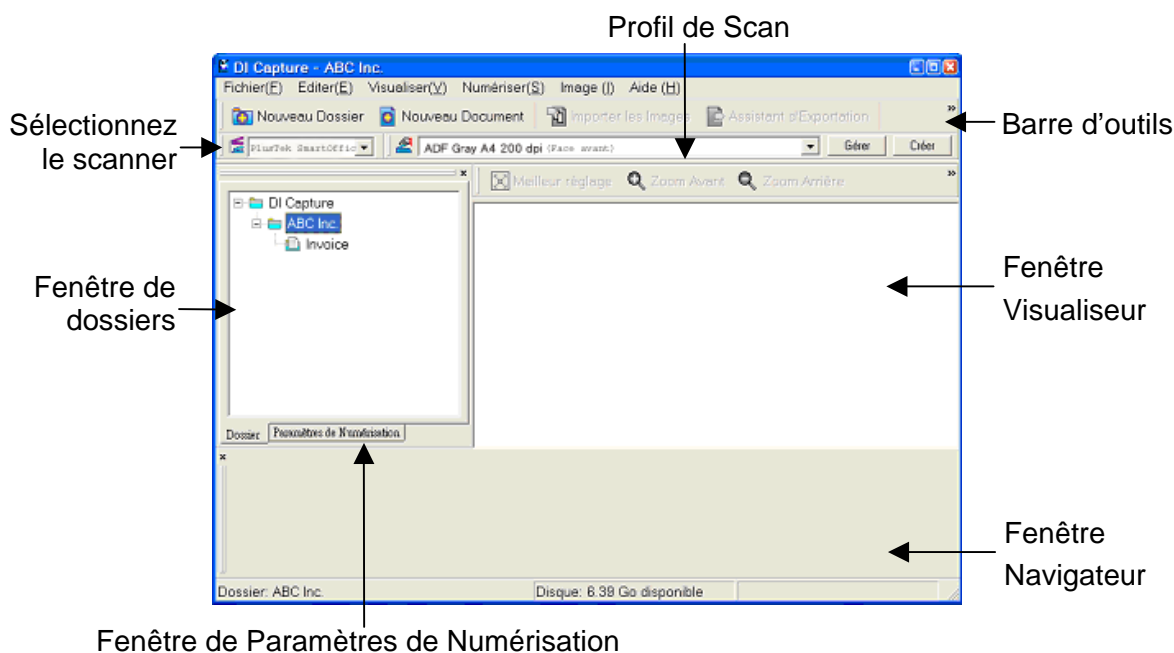 Profil de Scan
DI Capture - ABC Inc.
Fichier(F) Editer(E) Visualiser(V) Numériser(S) Image (I) Aide (H)
Nouveau Dossier Nouveau Document Importer les Images Assistant d'Exportation
Barre d'outils
Sélectionnez
le scanner
PlusTek SmartOffic ADF Gray A4 200 dpi (Face avant) Gérer Créer
Meilleur réglage Zoom Avant Zoom Arrière
DI Capture
ABC Inc.
Invoice
Fenêtre de
dossiers
Fenêtre
Visualiseur
Dossier Paramètres de Numérisation
Fenêtre
Navigateur
Dossier: ABC Inc. Disque: 6.39 Go disponible
Fenêtre de Paramètres de Numérisation